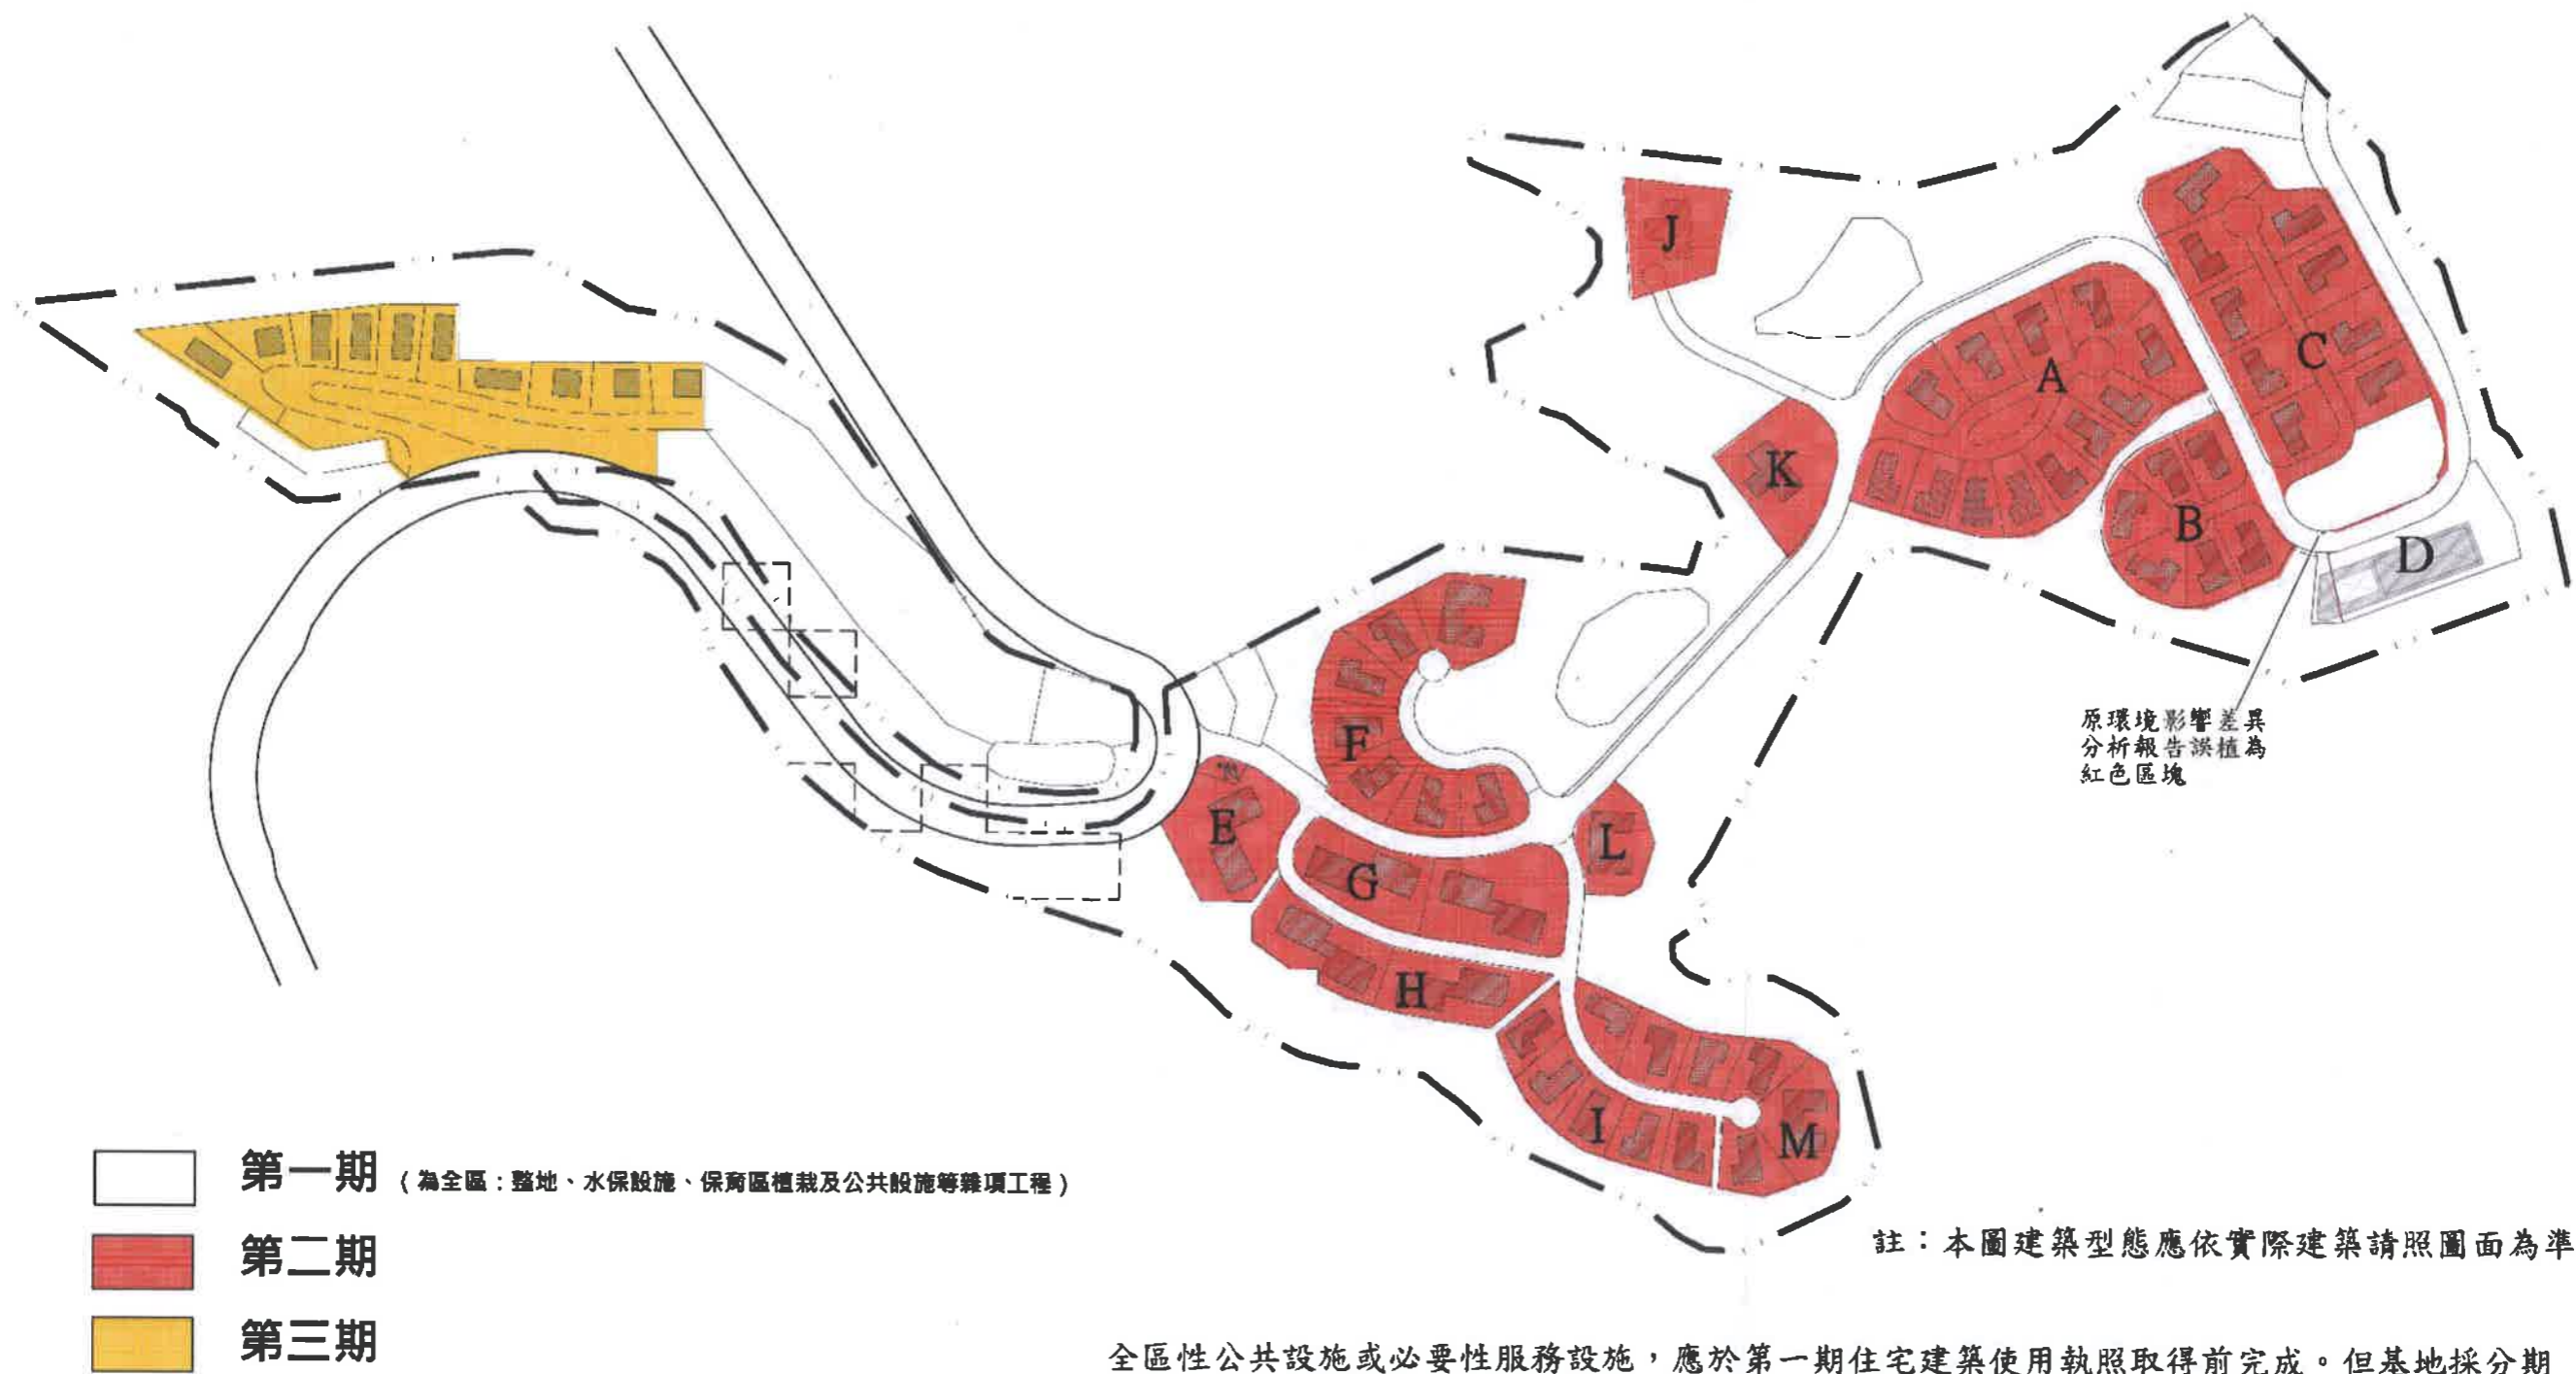 J
C
A
K
B
D
原環境影響差異
分析報告誤植為
紅色區塊
F
E
L
G
H
I
M
第一期 (為全區:整地、水保設施、保育區植栽及公共設施等雜項工程)
第二期
第三期
註:本圖建築型態應依實際建築請照圖面為準
全區性公共設施或必要性服務設施,應於第一期住宅建築使用執照取得前完成。但基地採分期